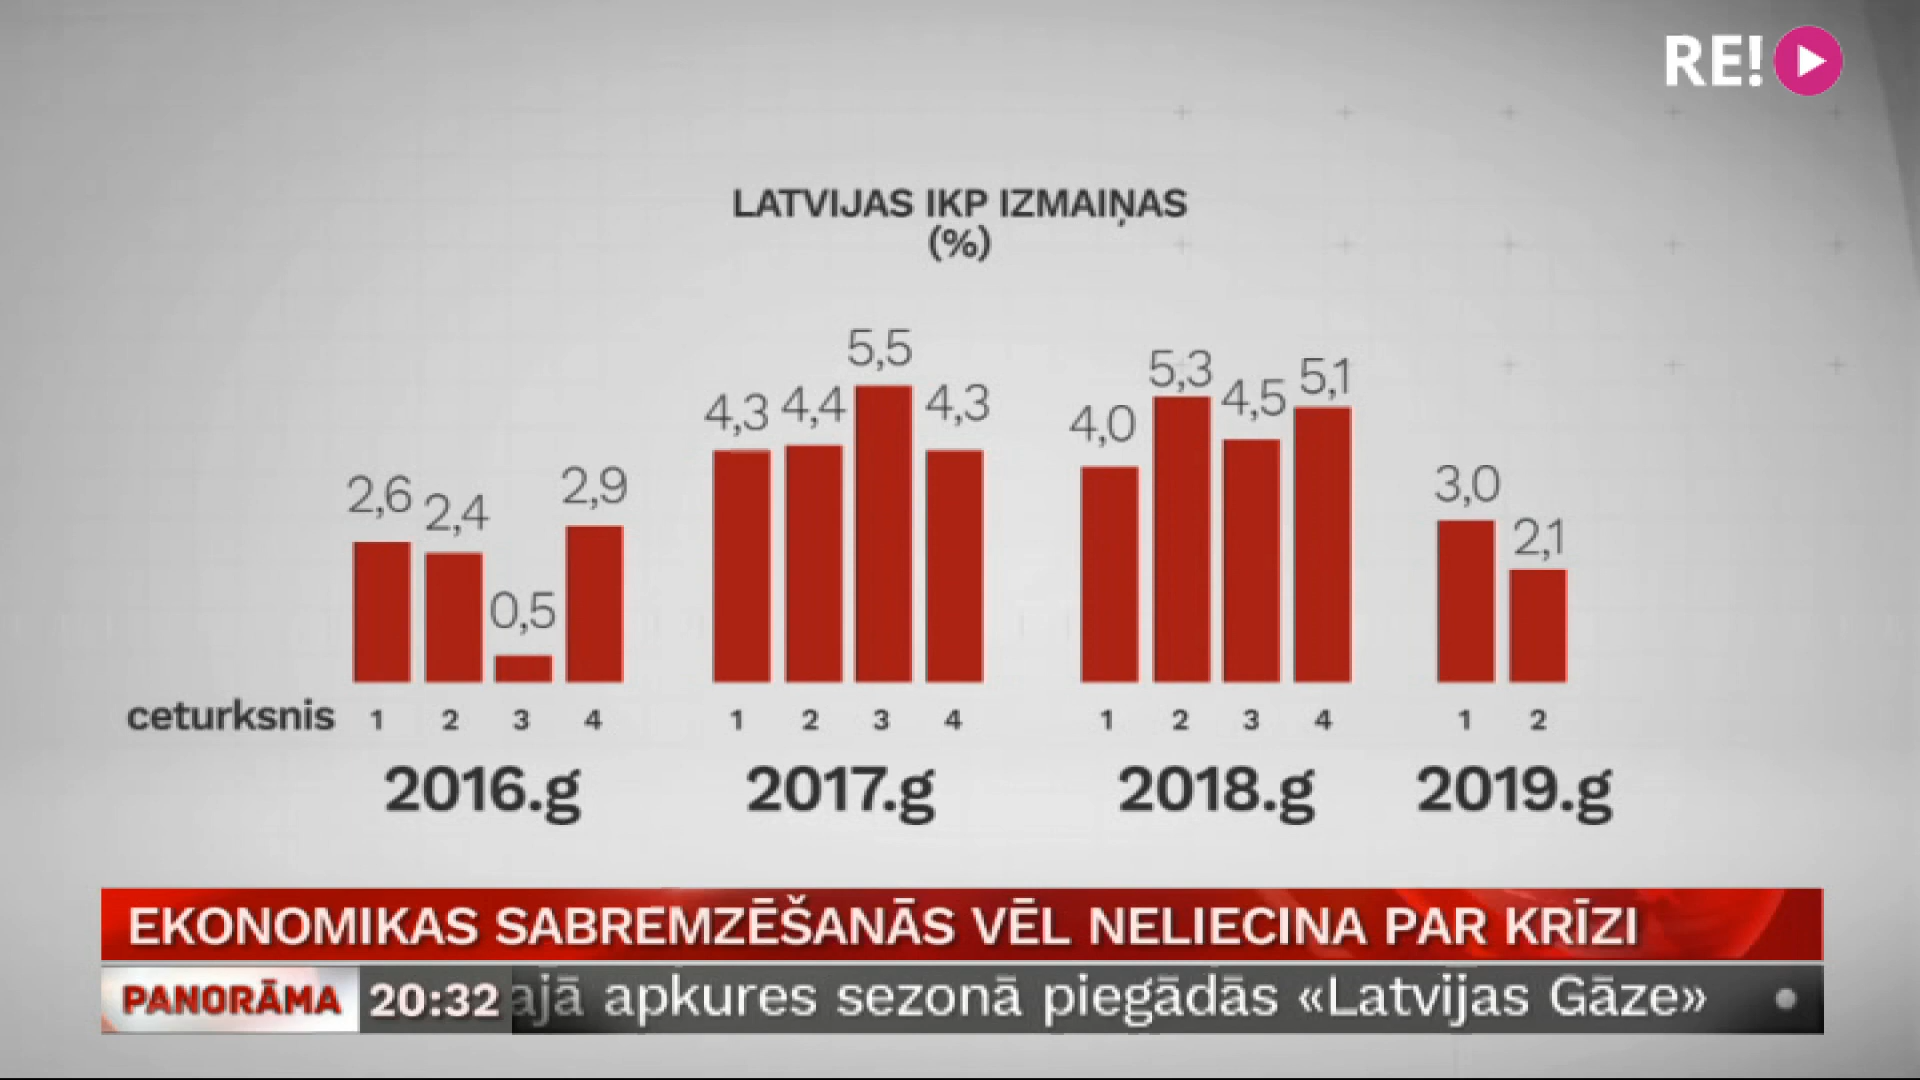 RE!
LATVIJAS IKP IZMAIŅAS
(%)
2,6 2,4 0,5 2,9 4,3 4,4 5,5 4,3 4,0 5,3 4,5 5,1 3,0 2,1
ceturksnis 1 2 3 4 1 2 3 4 1 2 3 4 1 2
2016.g 2017.g 2018.g 2019.g
EKONOMIKAS SABREMZĒŠANĀS VĒL NELIECINA PAR KRĪZI
PANORĀMA 20:32 ajā apkures sezonā piegādās «Latvijas Gāze»